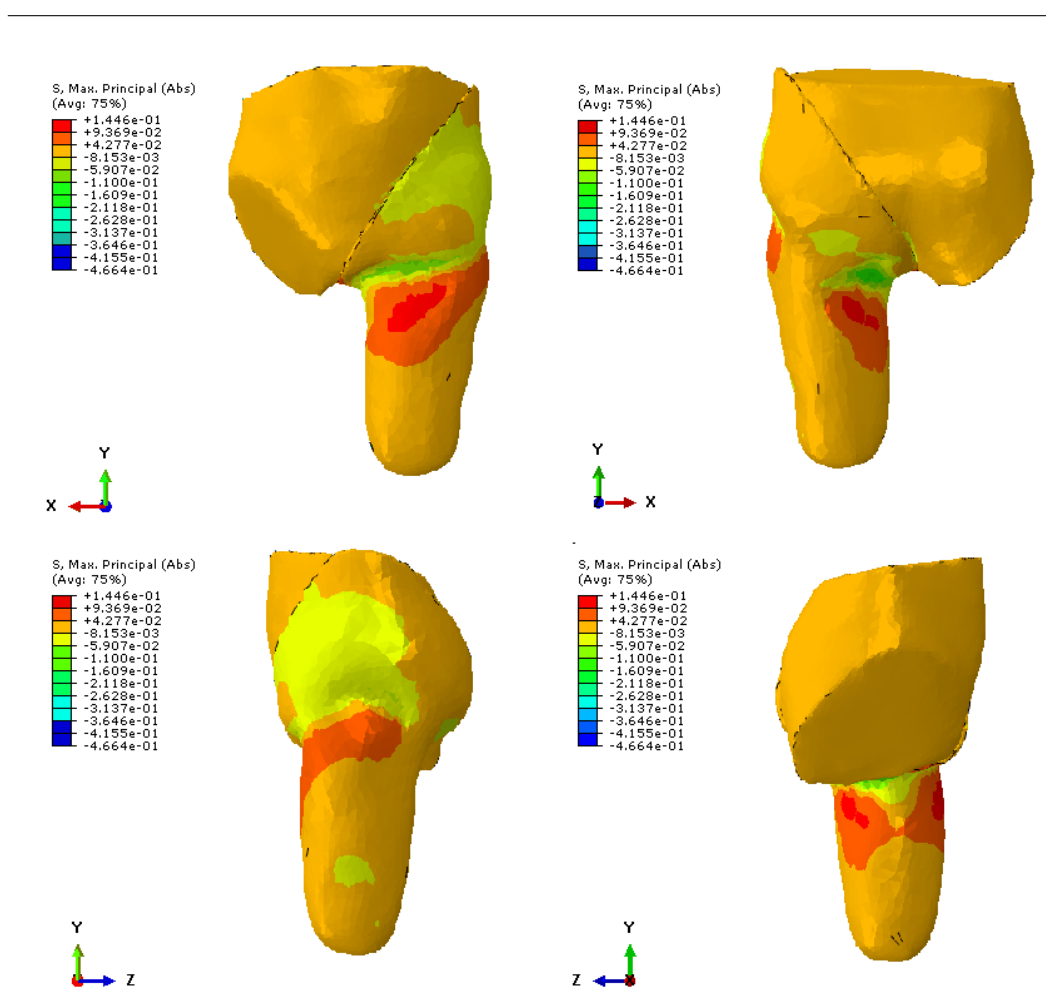 S, Max. Principal (Abs)
(Avg: 75%)
+1.446e-01
+9.369e-02
+4.277e-02
-8.153e-03
-5.907e-02
-1.100e-01
-1.609e-01
-2.118e-01
-2.628e-01
-3.137e-01
-3.646e-01
-4.155e-01
-4.664e-01
Y
X
S, Max. Principal (Abs)
(Avg: 75%)
+1.446e-01
+9.369e-02
+4.277e-02
-8.153e-03
-5.907e-02
-1.100e-01
-1.609e-01
-2.118e-01
-2.628e-01
-3.137e-01
-3.646e-01
-4.155e-01
-4.664e-01
Y
Z
X
S, Max. Principal (Abs)
(Avg: 75%)
+1.446e-01
+9.369e-02
+4.277e-02
-8.153e-03
-5.907e-02
-1.100e-01
-1.609e-01
-2.118e-01
-2.628e-01
-3.137e-01
-3.646e-01
-4.155e-01
-4.664e-01
Y
Z
S, Max. Principal (Abs)
(Avg: 75%)
+1.446e-01
+9.369e-02
+4.277e-02
-8.153e-03
-5.907e-02
-1.100e-01
-1.609e-01
-2.118e-01
-2.628e-01
-3.137e-01
-3.646e-01
-4.155e-01
-4.664e-01
Y
Z
X